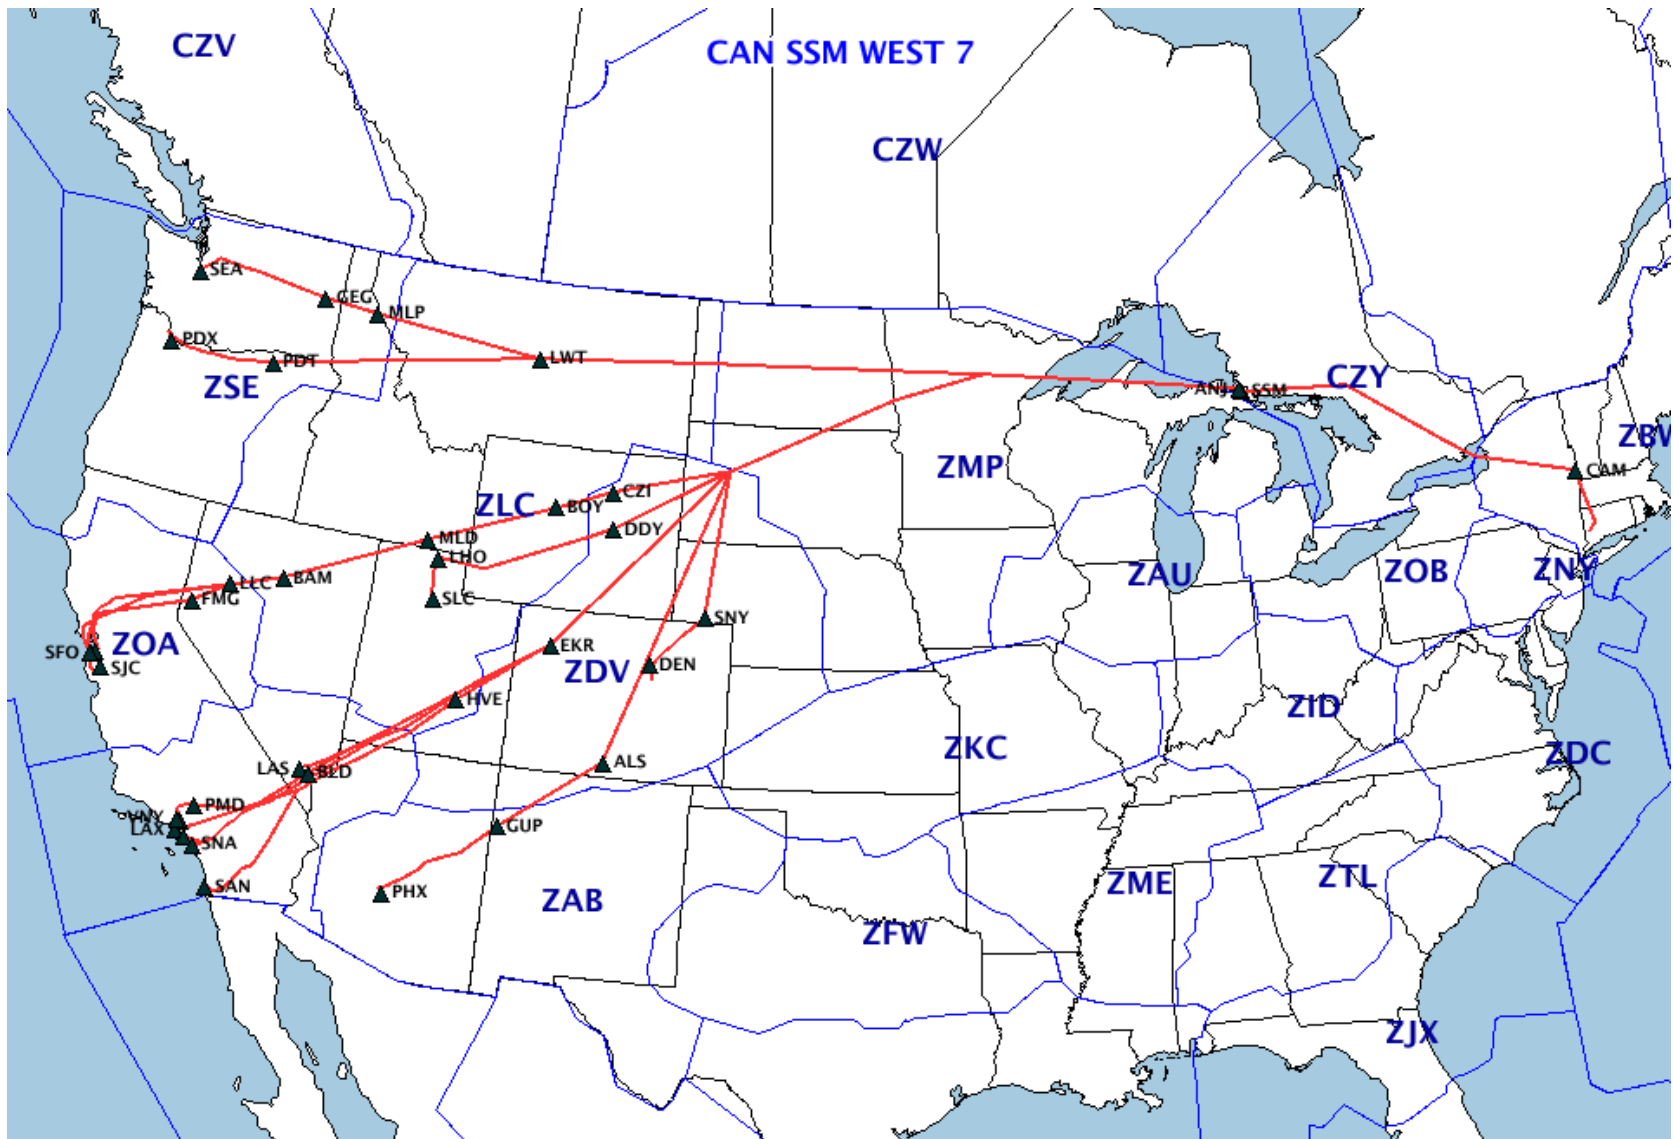 CZV
CAN SSM WEST 7
CZW
SEA
GEG
MLP
PDX
PDT
LWT
ZSE
ANJ
SSM
CZY
ZBW
ZMP
CAM
ZLC
CZI
BOY
DDY
MLD
LHO
LLC
BAM
FMG
SLC
ZAU
ZOB
ZNY
SNY
SFO
ZOA
SJC
EKR
ZDV
DEN
HVE
ZID
ZKC
ZDC
LAS
BLD
ALS
PMD
VNY
LAX
SNA
GUP
SAN
PHX
ZAB
ZME
ZTL
ZFW
ZJX